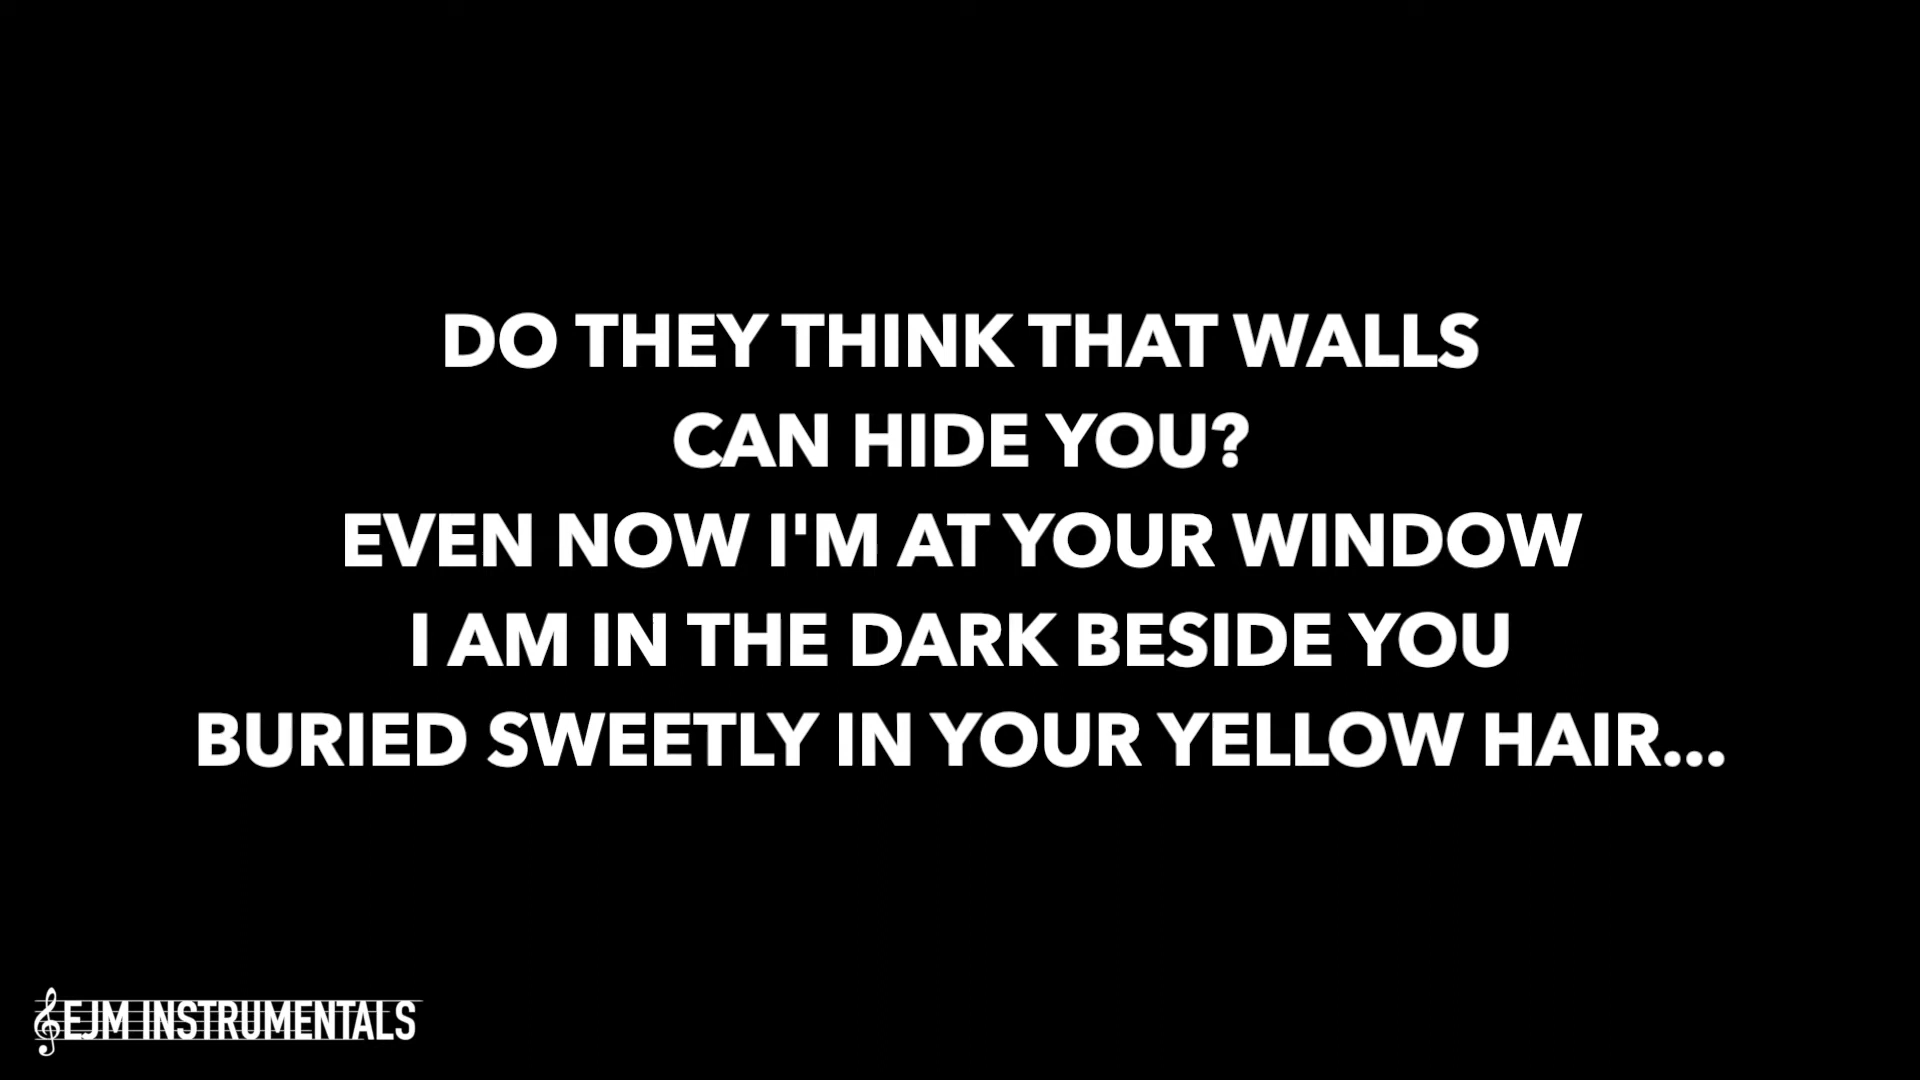 DO THEY THINK THAT WALLS
CAN HIDE YOU?
EVEN NOW I'M AT YOUR WINDOW
I AM IN THE DARK BESIDE YOU
BURIED SWEETLY IN YOUR YELLOW HAIR...
EJM INSTRUMENTALS